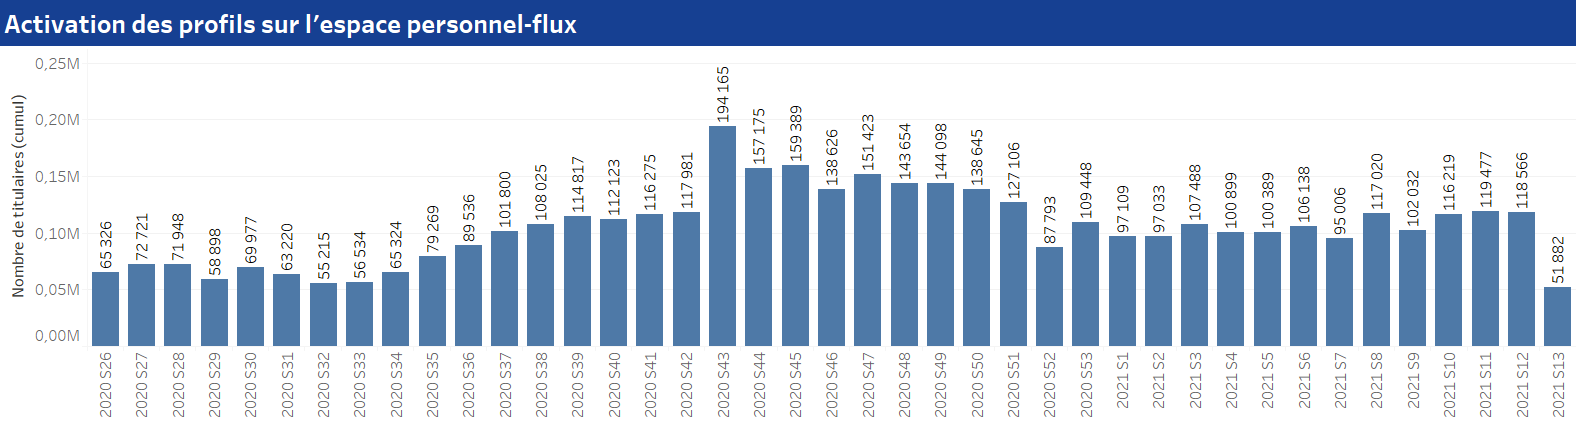 Activation des profils sur l’espace personnel-flux
Nombre de titulaires (cumul)
0,25M
0,20M
0,15M
0,10M
0,05M
0,00M
65 326
72 721
71 948
58 898
69 977
63 220
55 215
56 534
65 324
79 269
89 536
101 800
108 025
114 817
112 123
116 275
117 981
194 165
157 175
159 389
138 626
151 423
143 654
144 098
138 645
127 106
87 793
109 448
97 109
97 033
107 488
100 899
100 389
106 138
95 006
117 020
102 032
116 219
119 477
118 566
51 882
2020 S26
2020 S27
2020 S28
2020 S29
2020 S30
2020 S31
2020 S32
2020 S33
2020 S34
2020 S35
2020 S36
2020 S37
2020 S38
2020 S39
2020 S40
2020 S41
2020 S42
2020 S43
2020 S44
2020 S45
2020 S46
2020 S47
2020 S48
2020 S49
2020 S50
2020 S51
2020 S52
2020 S53
2021 S1
2021 S2
2021 S3
2021 S4
2021 S5
2021 S6
2021 S7
2021 S8
2021 S9
2021 S10
2021 S11
2021 S12
2021 S13